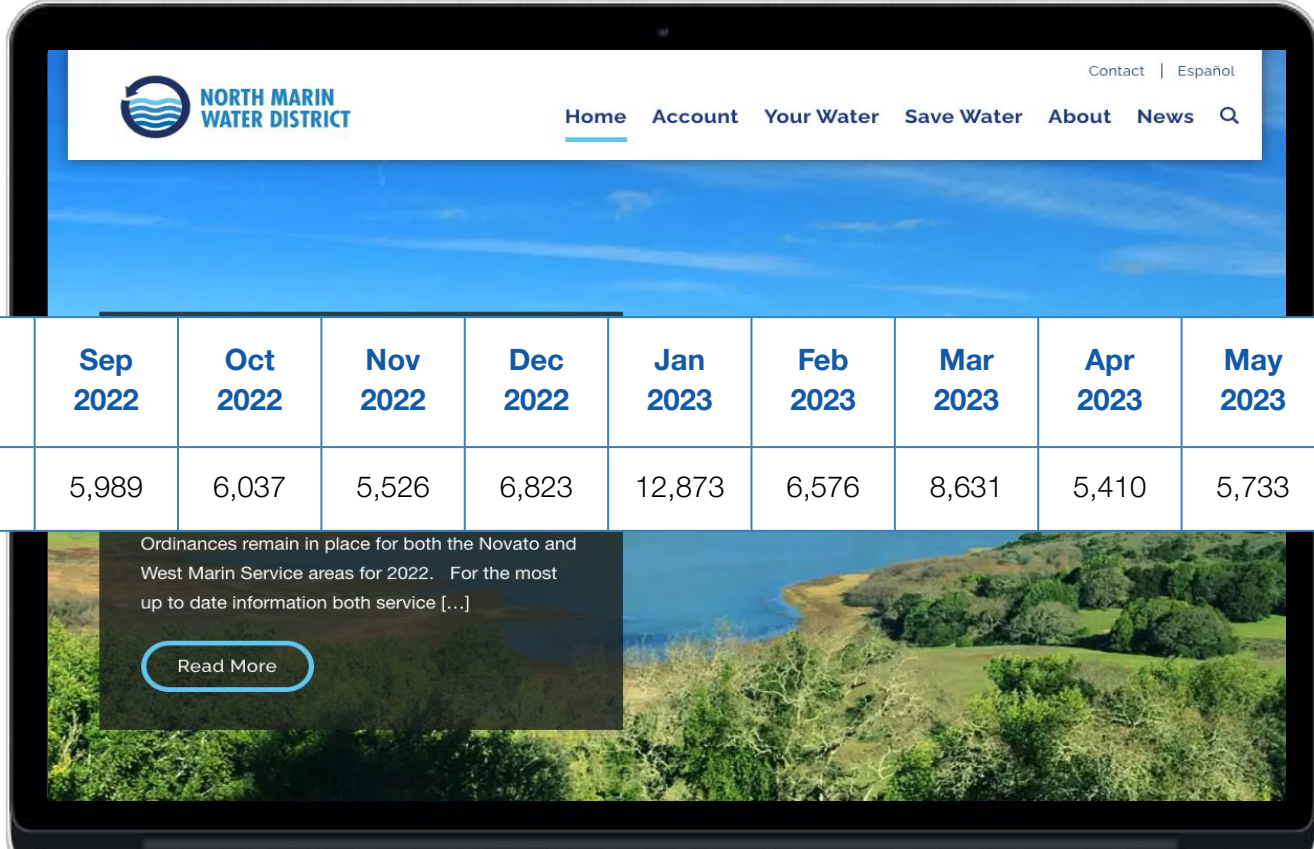 Contact | Español
NORTH MARIN
WATER DISTRICT
Home Account Your Water Save Water About News
Sep 2022 Oct 2022 Nov 2022 Dec 2022 Jan 2023 Feb 2023 Mar 2023 Apr 2023 May 2023
5,989 6,037 5,526 6,823 12,873 6,576 8,631 5,410 5,733
Ordinances remain in place for both the Novato and
West Marin Service areas for 2022. For the most
up to date information both service […]
Read More